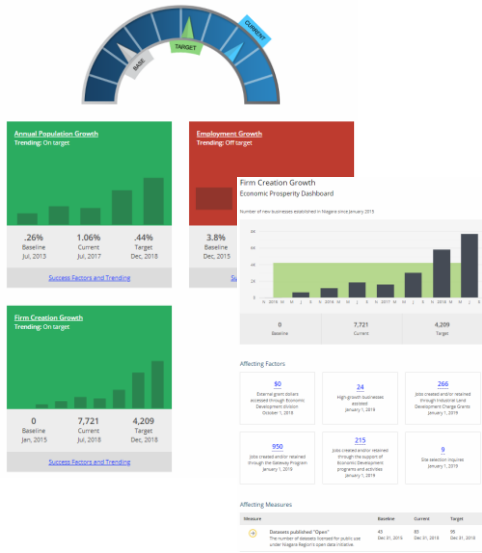 BASE
TARGET
CURRENT
Annual Population Growth
Trending: On target
.26%
1.06%
.44%
Baseline
Current
Target
Jul, 2013
Jul, 2017
Dec, 2018
Success Factors and Trending
Employment Growth
Trending: Off target
3.8%
Baseline
Dec, 2015
Firm Creation Growth
Trending: On target
0
7,721
4,209
Baseline
Current
Target
Jan, 2015
Jul, 2018
Dec, 2018
Success Factors and Trending
Firm Creation Growth
Economic Prosperity Dashboard
Number of new businesses established in Niagara since January 2015
0
7,721
4,209
Baseline
Current
Target
Affecting Factors
$0
External grant dollars
accessed through Economic
Development division
October 1, 2018
24
High-growth businesses
assisted
January 1, 2019
266
Jobs created and/or retained
through Industrial Land
Development Charge Grants
January 1, 2019
950
Jobs created and/or retained
through the Gateway Program
January 1, 2019
215
Jobs created and/or retained
through the support of
Economic Development
programs and activities
January 1, 2019
9
Site selection inquires
January 1, 2019
Affecting Measures
Measure
Baseline
Current
Target
Datasets published "Open"
The number of datasets licensed for public use
under Niagara Region's open data initiative.
Dec 31, 2015
Dec 31, 2018
Dec 31, 2018